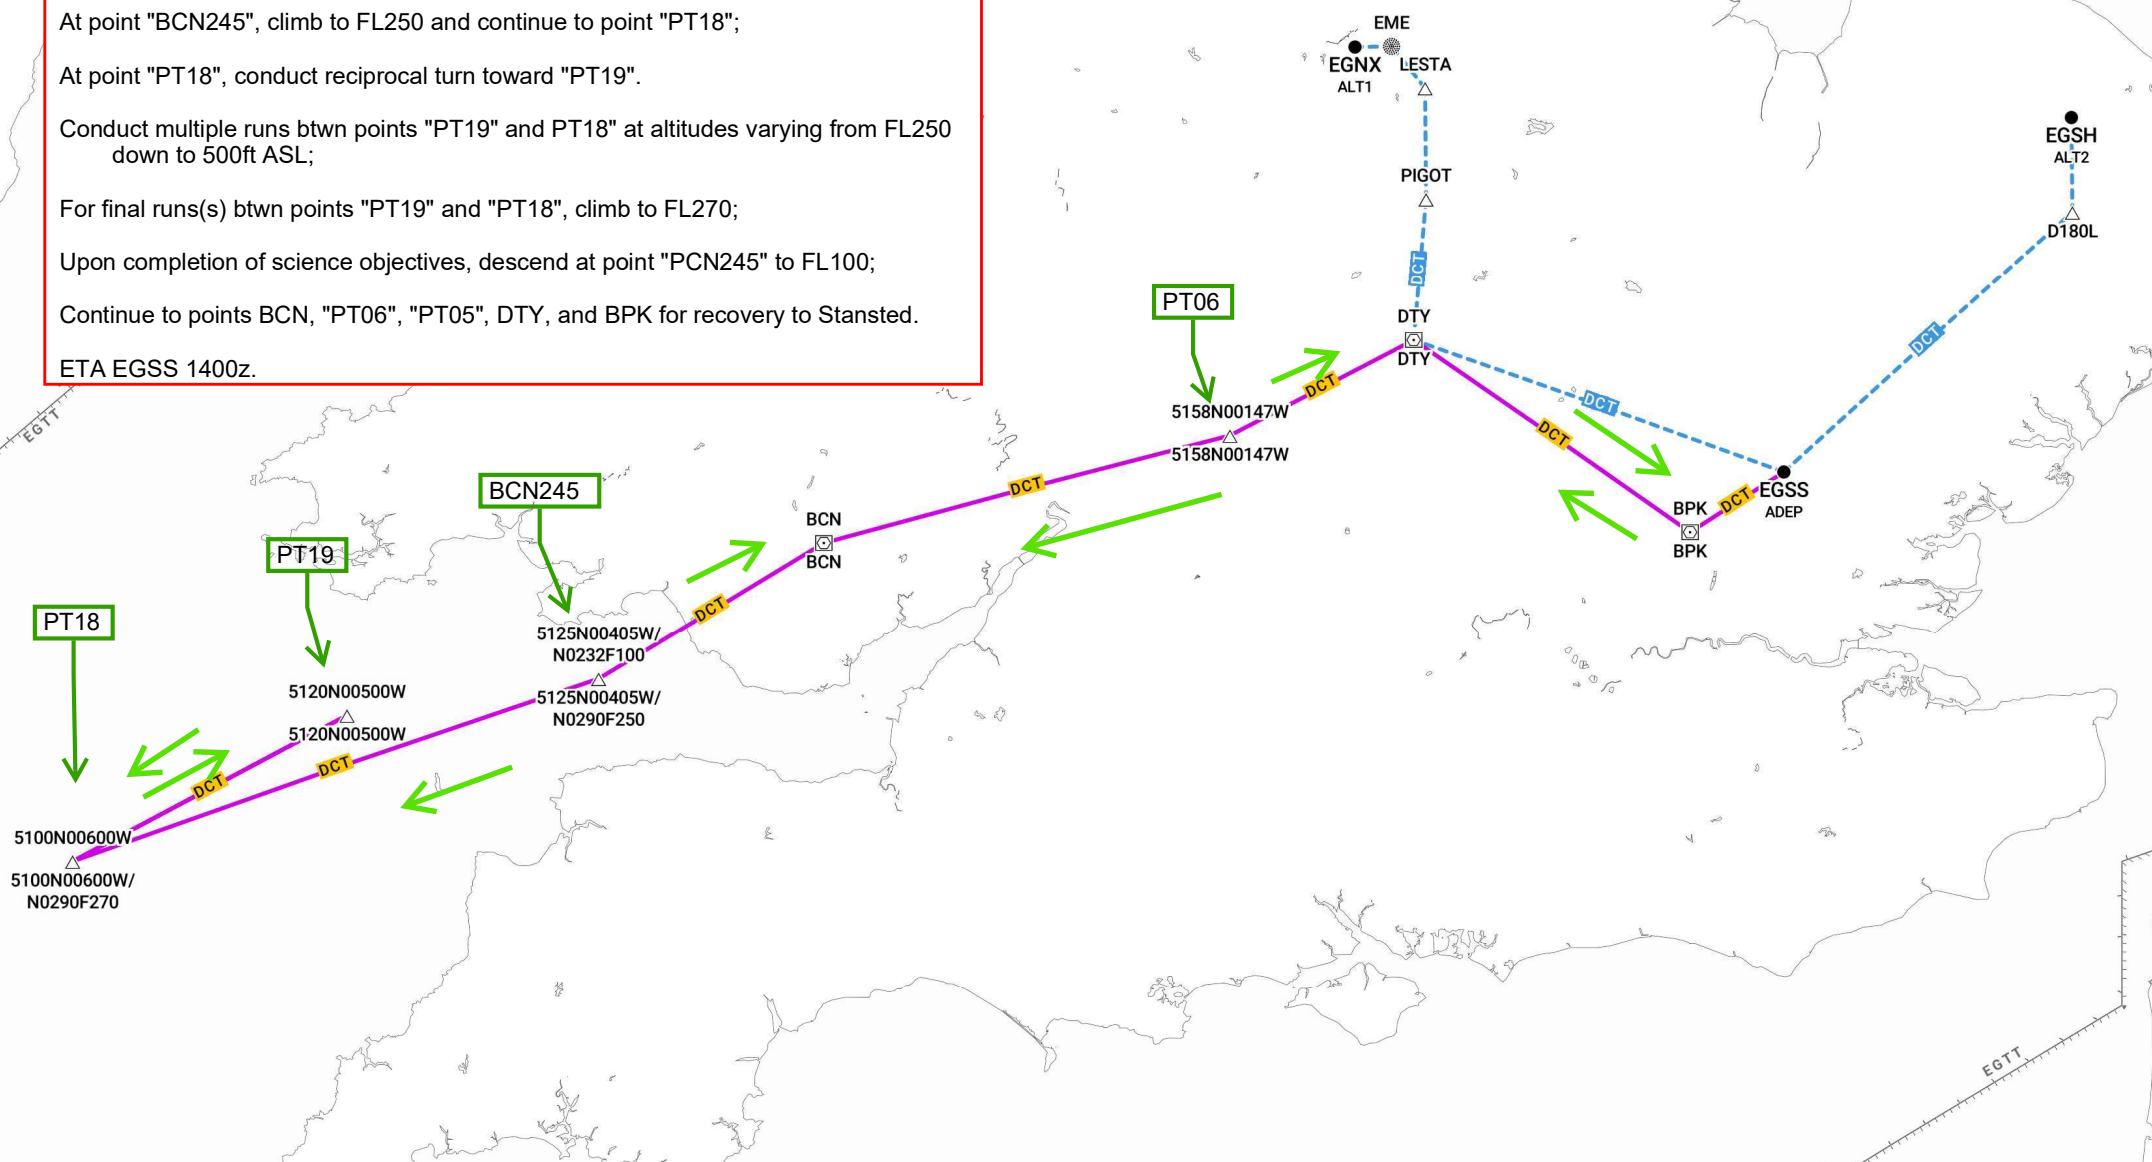 At point "BCN245", climb to FL250 and continue to point "PT18";
At point "PT18", conduct reciprocal turn toward "PT19".
Conduct multiple runs btwn points "PT19" and PT18" at altitudes varying from FL250
down to 500ft ASL;
For final runs(s) btwn points "PT19" and "PT18", climb to FL270;
Upon completion of science objectives, descend at point "PCN245" to FL100;
Continue to points BCN, "PT06", "PT05", DTY, and BPK for recovery to Stansted.
ETA EGSS 1400z.
EME
EGNX
LESTA
ALT1
EGSH
ALT2
PIGOT
D180L
DCT
PT06
DTY
DTY
DCT
DCT
DCT
DCT
EGTT
5158N00147W
5158N00147W
BCN245
DCT
EGSS
ADEP
DCT
BPK
BPK
BCN
BCN
PT19
DCT
PT18
5125N00405W/
N0232F100
5125N00405W/
N0290F250
5120N00500W
5120N00500W
DCT
DCT
5100N00600W
5100N00600W/
N0290F270
EGTT